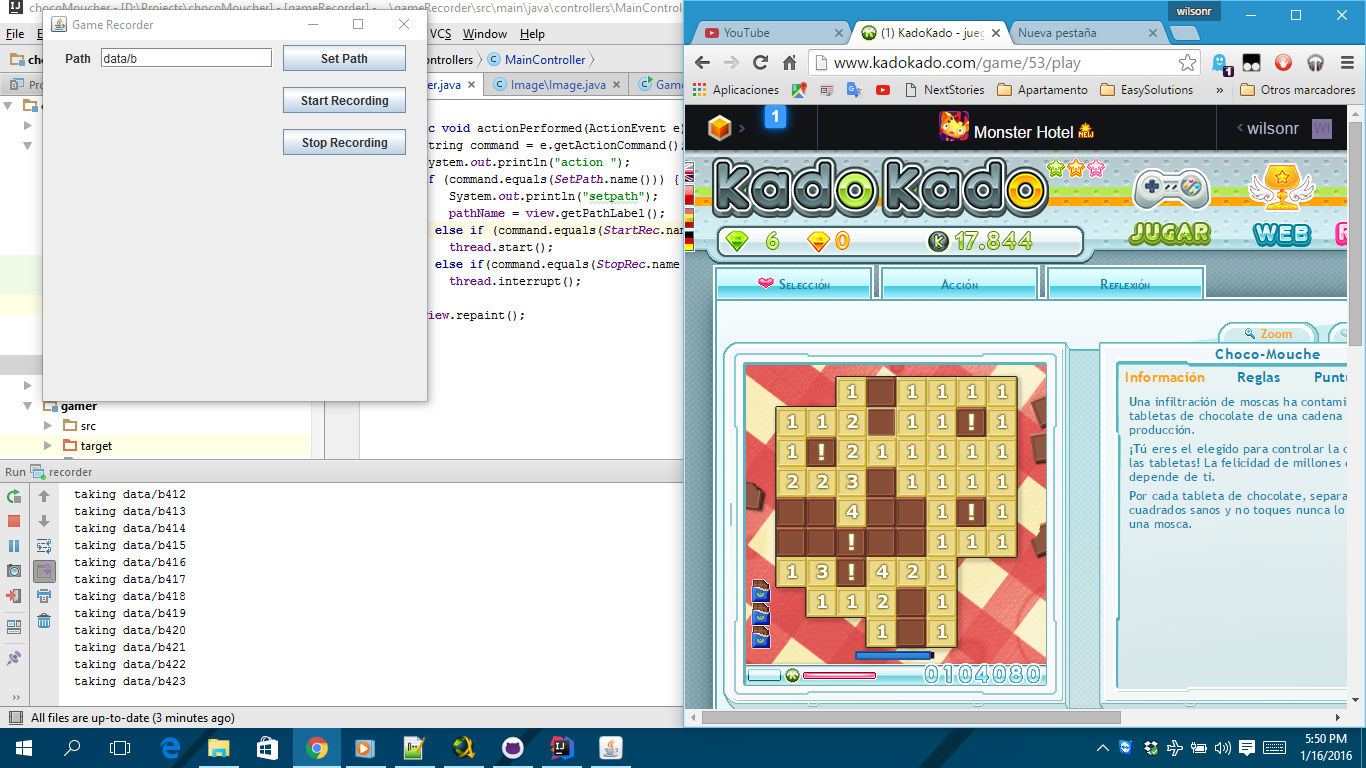 chocoMoucher - [D:\Projects\chocoMoucher] - [gameRecorder] - ...\gameRecorder\src\main\java\controllers\MainControl
Game Recorder
File
VCS Window Help
Path data/b Set Path
Start Recording
Stop Recording
controllers MainController
Image\Image.java
void actionPerformed(ActionEvent e)
String command = e.getActionCommand();
System.out.println("action ");
if (command.equals(SetPath.name())) {
System.out.println("setpath");
pathName = view.getPathLabel();
else if (command.equals(StartRec.na
thread.start();
else if(command.equals(StopRec.name
thread.interrupt();
view.repaint();
gamer
src
target
Run recorder
taking data/b412
taking data/b413
taking data/b414
taking data/b415
taking data/b416
taking data/b417
taking data/b418
taking data/b419
taking data/b420
taking data/b421
taking data/b422
taking data/b423
All files are up-to-date (3 minutes ago)
wilsonr
YouTube
(1) KadoKado - jueg
Nueva pestaña
www.kadokado.com/game/53/play
1
Aplicaciones
NextStories
Apartamento
EasySolutions
»
Otros marcadores
1
Monster Hotel NEW
wilsonr WI
KadoKado
6 0 K 17.844
JUGAR WEB
Selección Acción Reflexión
Zoom
Choco-Mouche
Información Reglas Puntu
Una infiltración de moscas ha contami
tabletas de chocolate de una cadena
producción.
¡Tú eres el elegido para controlar la c
las tabletas! La felicidad de millones
depende de ti.
Por cada tableta de chocolate, separa
cuadrados sanos y no toques nunca lo
una mosca.
1 1 1 1 1
1 1 2 1 1 ! 1
1 ! 2 1 1 1 1 1
2 2 3 1 1 1 1
4 1 ! 1
! 1 1 1
1 3 ! 4 2 1
1 1 2 1
1 1
0104080
5:50 PM
1/16/2016